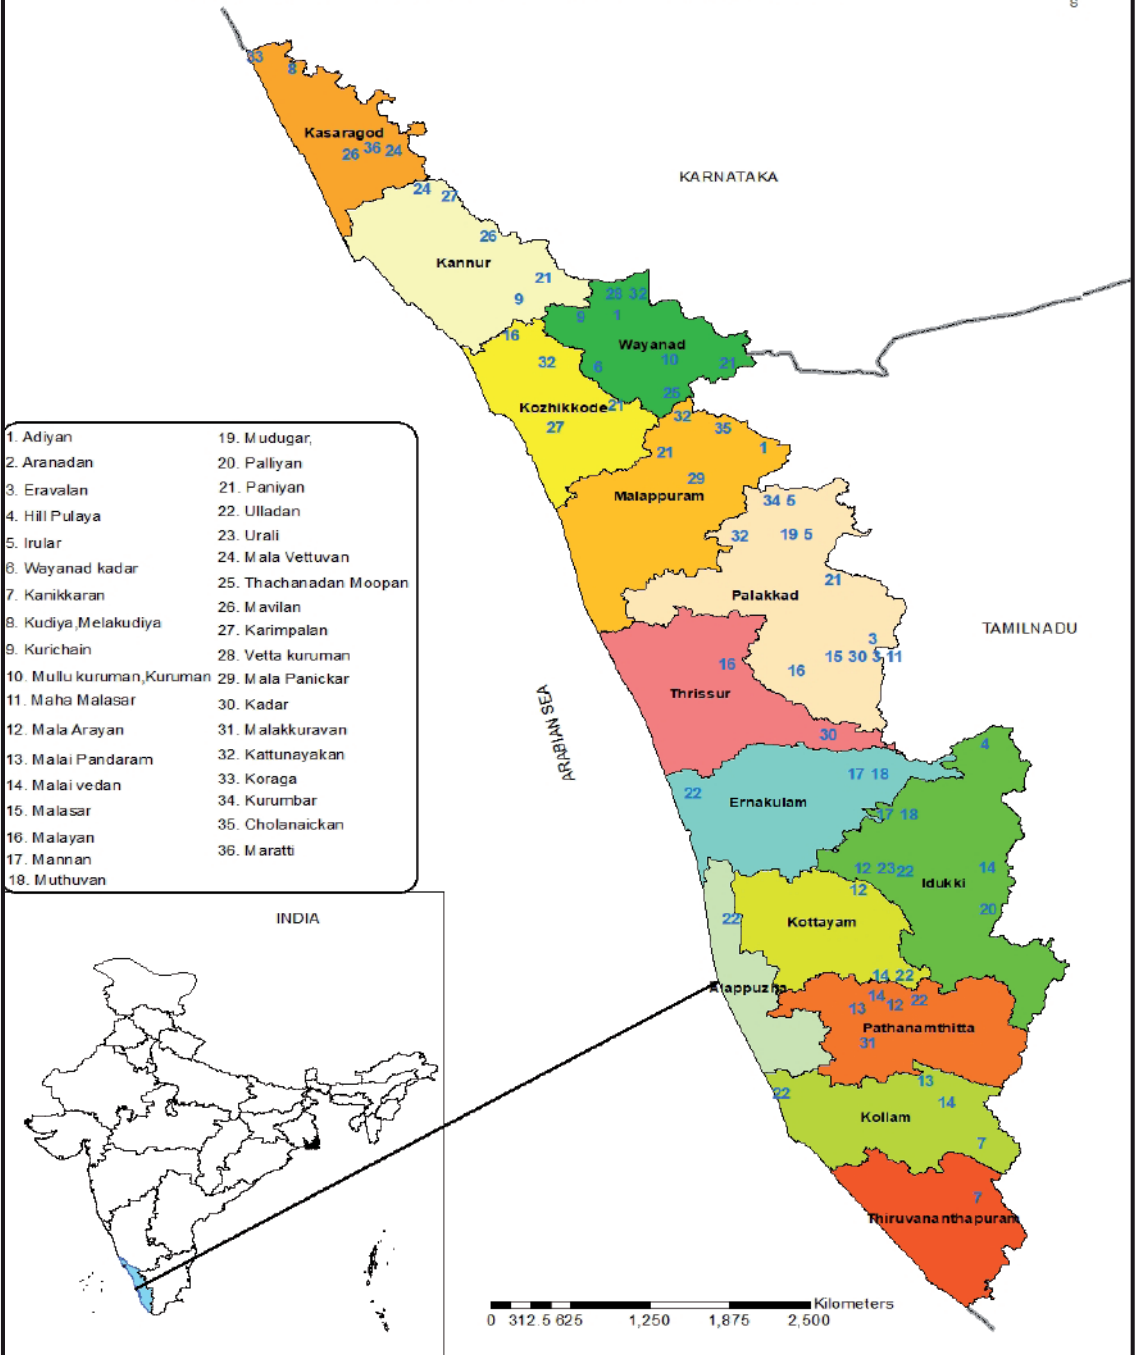 S
33
8
Kasaragod
26 36 24
KARNATAKA
24 27
26
Kannur
21
9
28 32
9 1
16
Wayanad
32 6 10 21
25
Kozhikkode 21
32
27 35
21 1
29
Malappuram
34 5
32 19 5
21
Palakkad
TAMILNADU
3
15 30 3 11
16 16
Thrissur
ARABIAN SEA
30
4
17 18
22
Ernakulam
17 18
12 23 22 14
Idukki
12
20
22
Kottayam
14 22
Alappuzha
14
13 12 22
Pathanamthitta
31
13
22 14
Kollam
7
7
Thiruvananthapuram
1. Adiyan
2. Aranadan
3. Eravalan
4. Hill Pulaya
5. Irular
6. Wayanad kadar
7. Kanikkaran
8. Kudiya,Melakudiya
9. Kurichain
10. Mullu kuruman,Kuruman
11. Maha Malasar
12. Mala Arayan
13. Malai Pandaram
14. Malai vedan
15. Malasar
16. Malayan
17. Mannan
18. Muthuvan
19. Mudugar,
20. Palliyan
21. Paniyan
22. Ulladan
23. Urali
24. Mala Vettuvan
25. Thachanadan Moopan
26. Mavilan
27. Karimpalan
28. Vetta kuruman
29. Mala Panickar
30. Kadar
31. Malakkuravan
32. Kattunayakan
33. Koraga
34. Kurumbar
35. Cholanaickan
36. Maratti
INDIA
Kilometers
0 312.5 625 1,250 1,875 2,500